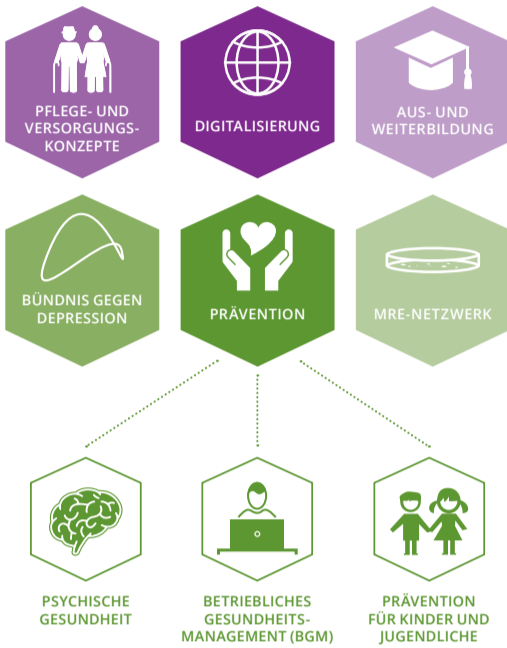 PFLEGE- UND
VERSORGUNGS-
KONZEPTE
DIGITALISIERUNG
AUS- UND
WEITERBILDUNG
BÜNDNIS GEGEN
DEPRESSION
PRÄVENTION
MRE-NETZWERK
PSYCHISCHE
GESUNDHEIT
BETRIEBLICHES
GESUNDHEITS-
MANAGEMENT (BGM)
PRÄVENTION
FÜR KINDER UND
JUGENDLICHE